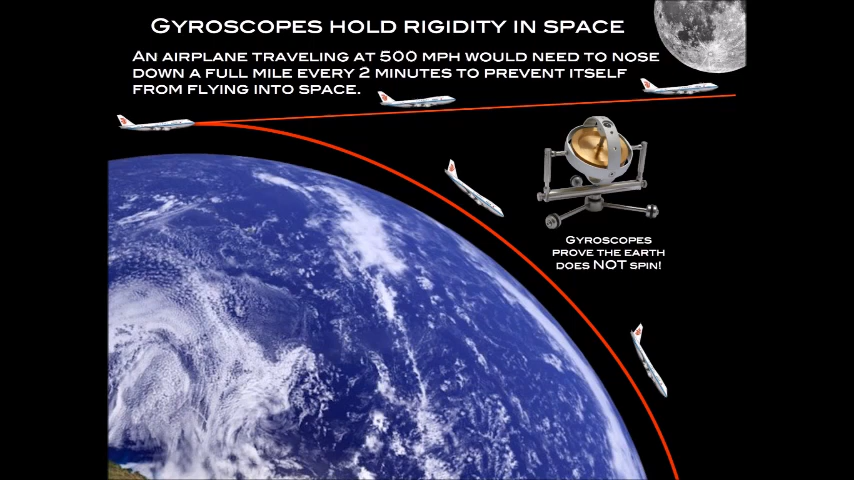 Gyroscopes hold rigidity in space
An airplane traveling at 500 mph would need to nose
down a full mile every 2 minutes to prevent itself
from flying into space.
Gyroscopes
prove the earth
does NOT spin!